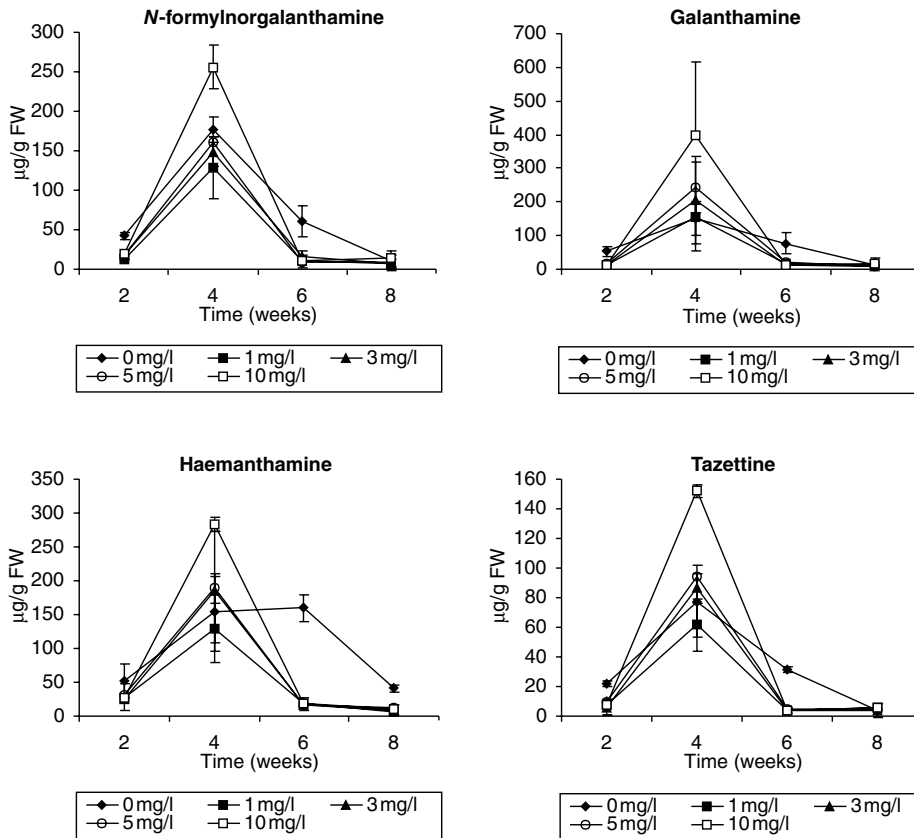 N-formylnorgalanthamine
300
250
200
150
100
50
0
µg/g FW
2 4 6 8
Time (weeks)
0 mg/l 1 mg/l 3 mg/l
5 mg/l 10 mg/l
Galanthamine
700
600
500
400
300
200
100
0
µg/g FW
2 4 6 8
Time (weeks)
0 mg/l 1 mg/l 3 mg/l
5 mg/l 10 mg/l
Haemanthamine
350
300
250
200
150
100
50
0
µg/g FW
2 4 6 8
Time (weeks)
0 mg/l 1 mg/l 3 mg/l
5 mg/l 10 mg/l
Tazettine
160
140
120
100
80
60
40
20
0
µg/g FW
2 4 6 8
Time (weeks)
0 mg/l 1 mg/l 3 mg/l
5 mg/l 10 mg/l